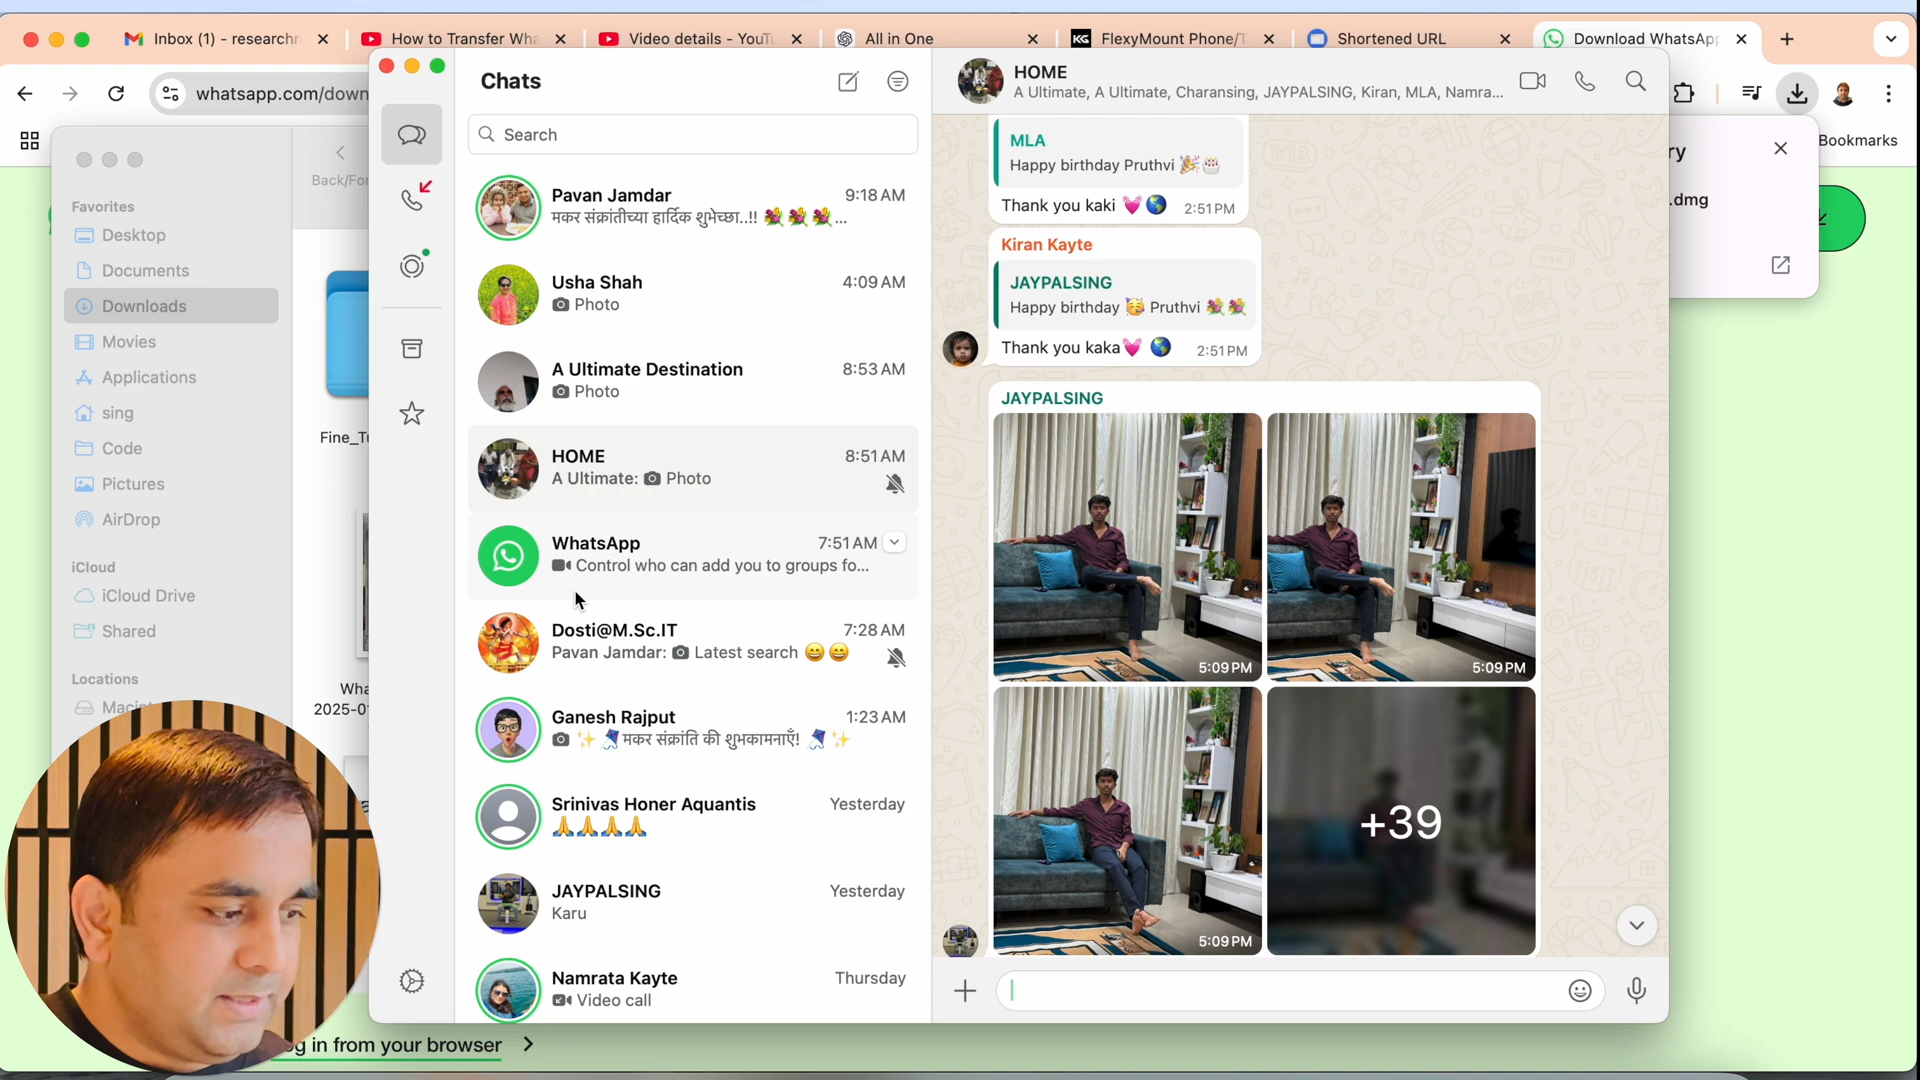 Inbox (1) - research
How to Transfer Wha
Video details - YouTu
All in One
FlexyMount Phone/T
Shortened URL
Download WhatsAp
whatsapp.com/down
Bookmarks
ry
.dmg
Favorites
Desktop
Documents
Downloads
Movies
Applications
sing
Code
Pictures
AirDrop
iCloud
iCloud Drive
Shared
Locations
Macin
Back/For
Fine_Tu
Wha
2025-01
Chats
Search
Pavan Jamdar 9:18 AM
मकर संक्रांतीच्या हार्दिक शुभेच्छा..!! 💐 💐 💐...
Usha Shah 4:09 AM
Photo
A Ultimate Destination 8:53 AM
Photo
HOME 8:51 AM
A Ultimate: Photo
WhatsApp 7:51 AM
Control who can add you to groups fo...
Dosti@M.Sc.IT 7:28 AM
Pavan Jamdar: Latest search 😄 😄
Ganesh Rajput 1:23 AM
✨ 🪁 मकर संक्रांति की शुभकामनाएँ! 🪁 ✨
Srinivas Honer Aquantis Yesterday
🙏🙏🙏🙏
JAYPALSING Yesterday
Karu
Namrata Kayte Thursday
Video call
HOME
A Ultimate, A Ultimate, Charansing, JAYPALSING, Kiran, MLA, Namra...
MLA
Happy birthday Pruthvi 🎉🎂
Thank you kaki 💓 🌎 2:51 PM
Kiran Kayte
JAYPALSING
Happy birthday 🥳 Pruthvi 💐 💐
Thank you kaka💓 🌎 2:51 PM
JAYPALSING
5:09 PM
5:09 PM
5:09 PM
+39
g in from your browser